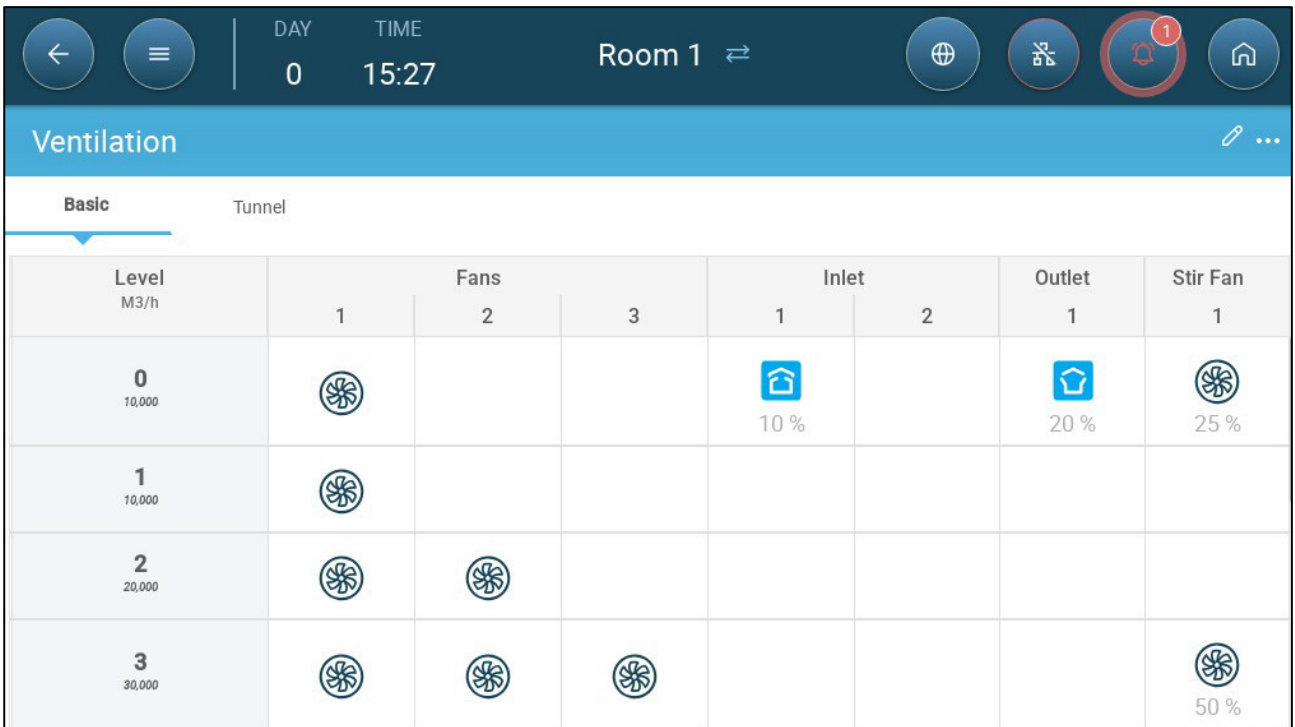 DAY TIME 1
0 15:27 Room 1
Ventilation
Basic Tunnel
Level Fans Inlet Outlet Stir Fan
M3/h
1 2 3 1 2 1 1
0
10,000
10 % 20 % 25 %
1
10,000
2
20,000
3
30,000
50 %